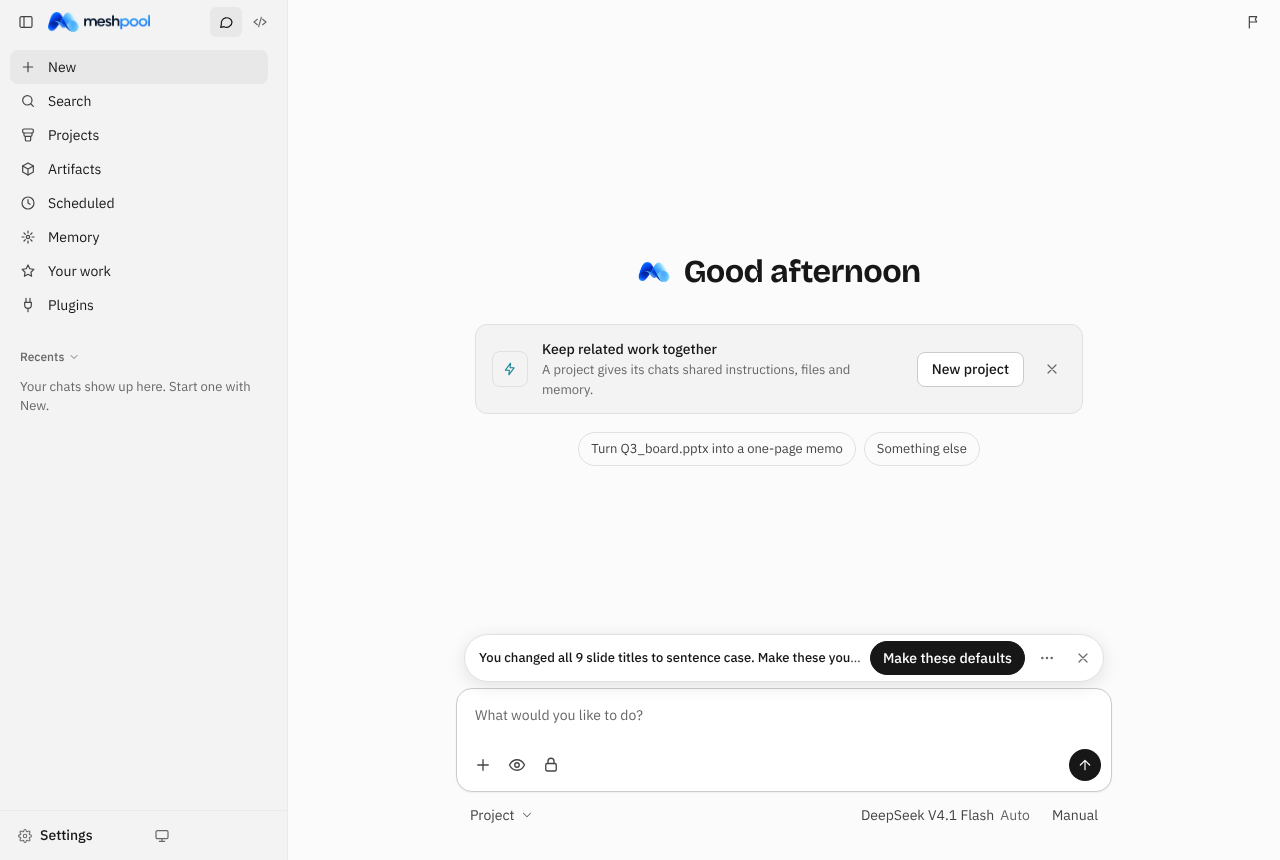 meshpool
New
Search
Projects
Artifacts
Scheduled
Memory
Your work
Plugins
Recents
Your chats show up here. Start one with
New.
Settings
Good afternoon
Keep related work together
A project gives its chats shared instructions, files and
memory.
New project
Turn Q3_board.pptx into a one-page memo
Something else
You changed all 9 slide titles to sentence case. Make these you...
Make these defaults
What would you like to do?
Project
DeepSeek V4.1 Flash Auto
Manual